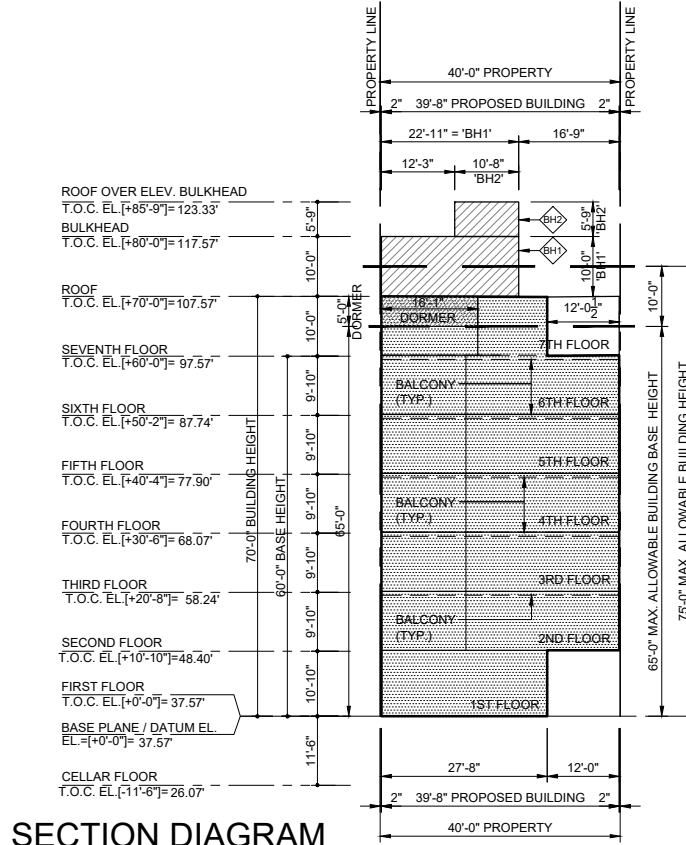 PROPERTY LINE
PROPERTY LINE
40'-0" PROPERTY
2" 39'-8" PROPOSED BUILDING 2"
22'-11" = 'BH1' 16'-9"
12'-3" 10'-8"
'BH2'
ROOF OVER ELEV. BULKHEAD
T.O.C. EL.[+85'-9"]= 123.33'
5'-9"
BH2
5'-9"
'BH2'
BULKHEAD
T.O.C. EL.[+80'-0"]= 117.57'
10'-0"
BH1
10'-0"
'BH1'
ROOF
T.O.C. EL.[+70'-0"]=107.57'
10'-0"
5'-0"
DORMER
16'-1"
DORMER
12'-0 1/2"
10'-0"
7TH FLOOR
SEVENTH FLOOR
T.O.C. EL.[+60'-0"]= 97.57'
9'-10"
BALCONY
(TYP.)
6TH FLOOR
SIXTH FLOOR
T.O.C. EL.[+50'-2"]= 87.74'
9'-10"
5TH FLOOR
FIFTH FLOOR
T.O.C. EL.[+40'-4"]= 77.90'
9'-10"
BALCONY
(TYP.)
4TH FLOOR
70'-0" BUILDING HEIGHT
60'-0" BASE HEIGHT
65'-0"
65'-0" MAX. ALLOWABLE BUILDING BASE HEIGHT
75'-0" MAX. ALLOWABLE BUILDING HEIGHT
FOURTH FLOOR
T.O.C. EL.[+30'-6"]= 68.07'
9'-10"
3RD FLOOR
THIRD FLOOR
T.O.C. EL.[+20'-8"]= 58.24'
9'-10"
BALCONY
(TYP.)
2ND FLOOR
SECOND FLOOR
T.O.C. EL.[+10'-10"]=48.40'
10'-10"
FIRST FLOOR
T.O.C. EL.[+0'-0"]= 37.57'
1ST FLOOR
BASE PLANE / DATUM EL.
EL.=[+0'-0"]= 37.57'
11'-6"
CELLAR FLOOR
T.O.C. EL.[-11'-6"]= 26.07'
27'-8" 12'-0"
2" 39'-8" PROPOSED BUILDING 2"
40'-0" PROPERTY
SECTION DIAGRAM